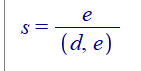 s = e / (d, e)